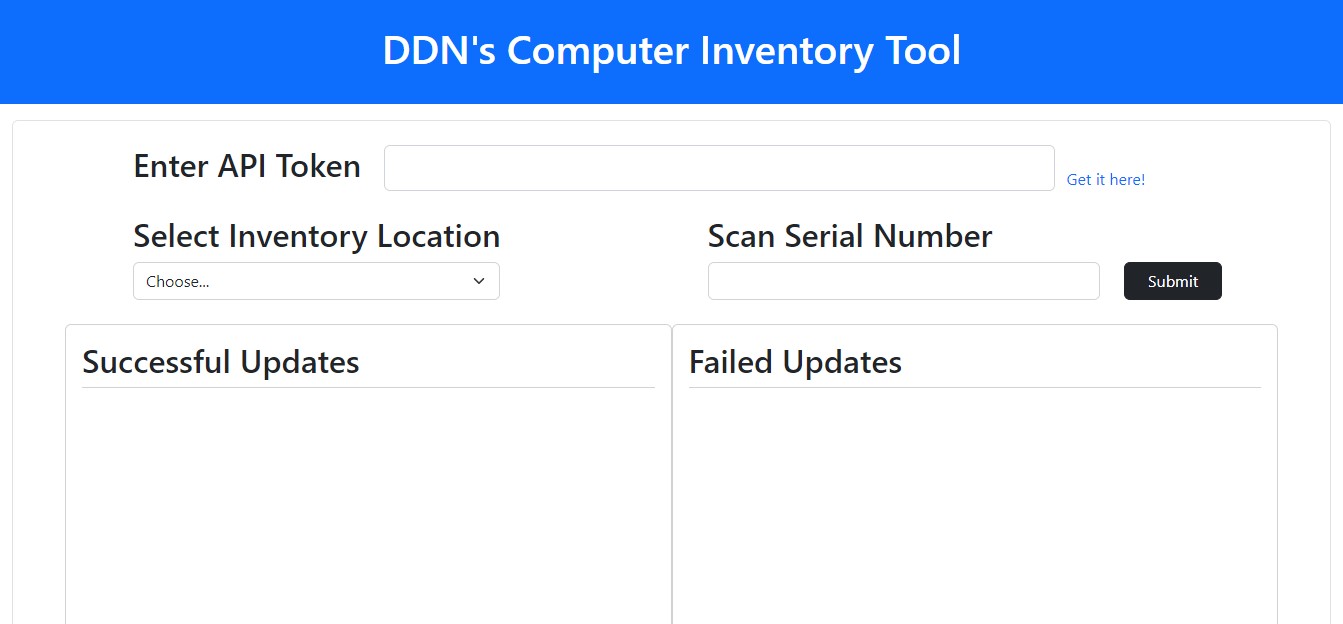 DDN's Computer Inventory Tool
Enter API Token
Get it here!
Select Inventory Location
Scan Serial Number
Choose...
Submit
Successful Updates
Failed Updates